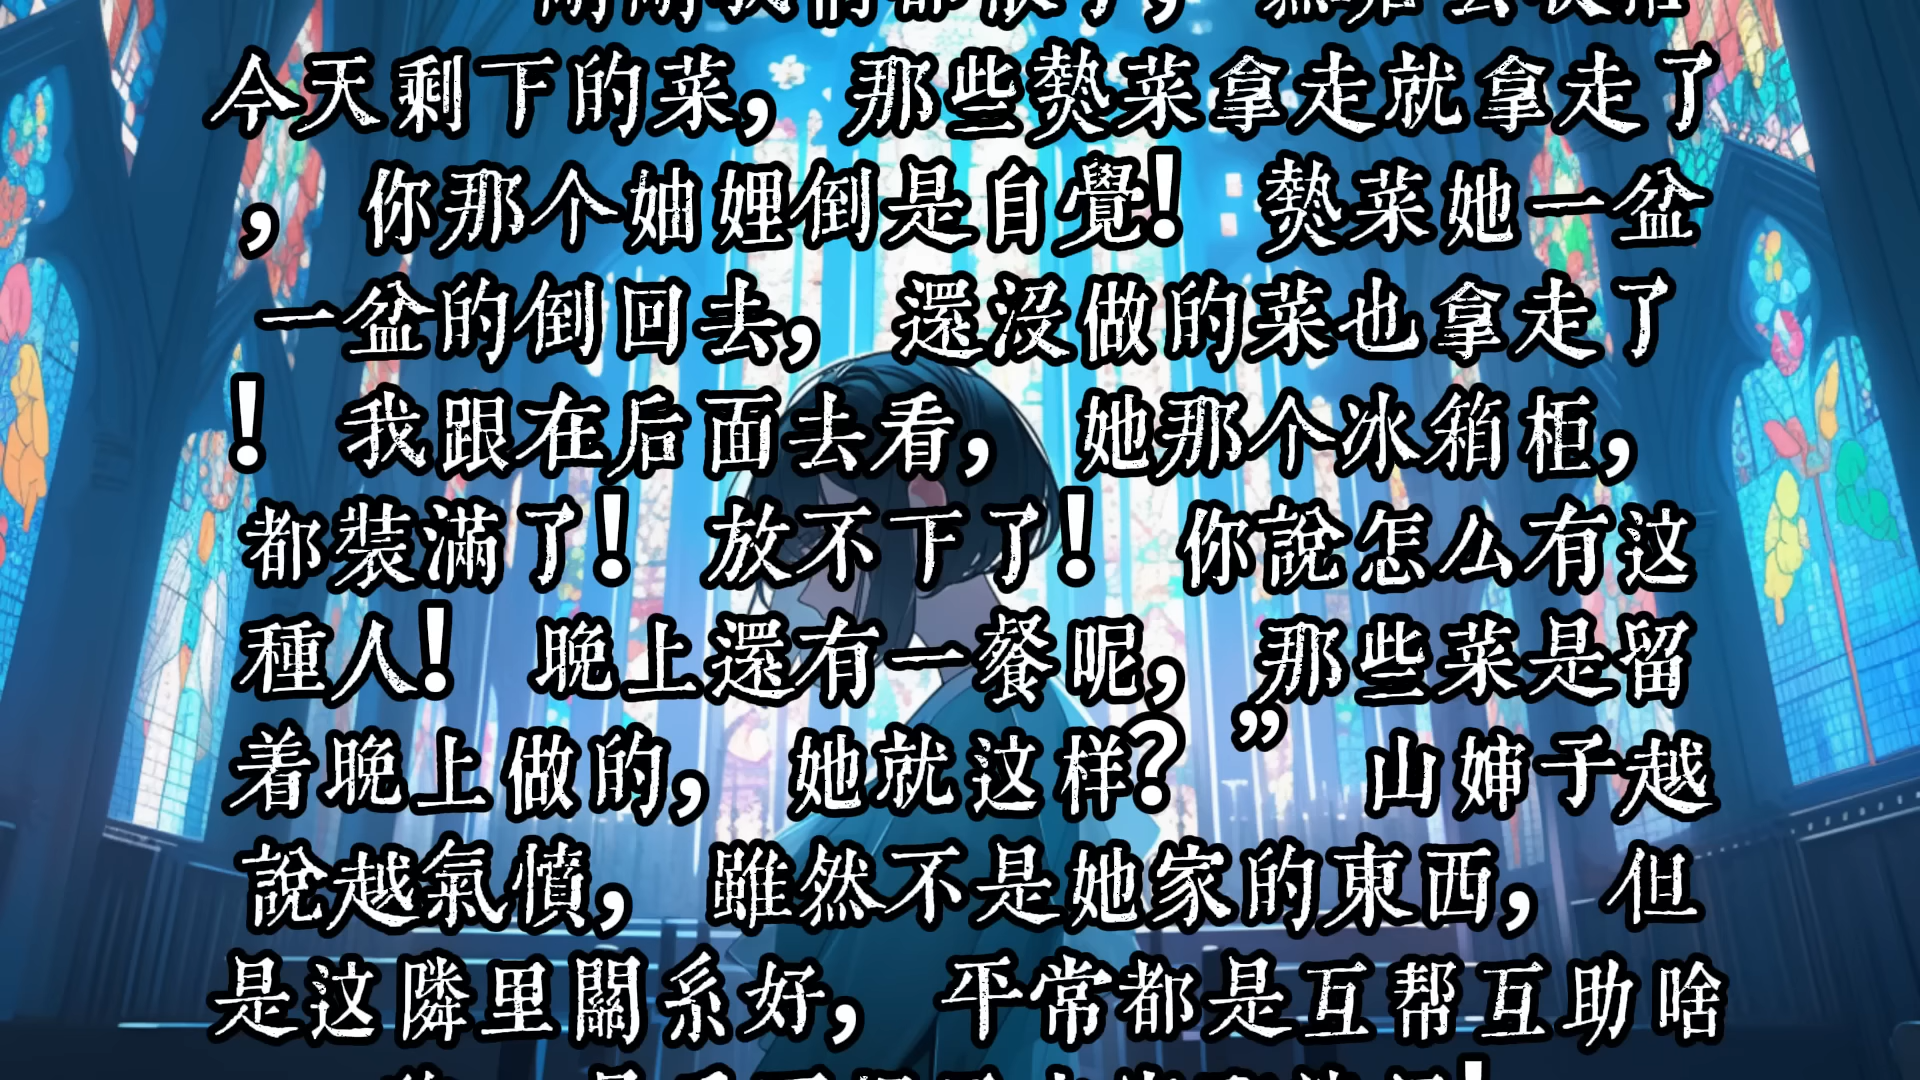 今天剩下的菜， 那些熱菜拿走就拿走了
， 你那个妯娌倒是自覺！ 熱菜她一盆
一盆的倒回去， 還沒做的菜也拿走了
！ 我跟在后面去看， 她那个冰箱柜，
都裝滿了！ 放不下了！ 你說怎么有这
種人！ 晚上還有一餐呢， 那些菜是留
着晚上做的， 她就这样？ ” 山婶子越
說越氣憤， 雖然不是她家的東西， 但
是这隣里關系好， 平常都是互帮互助啥